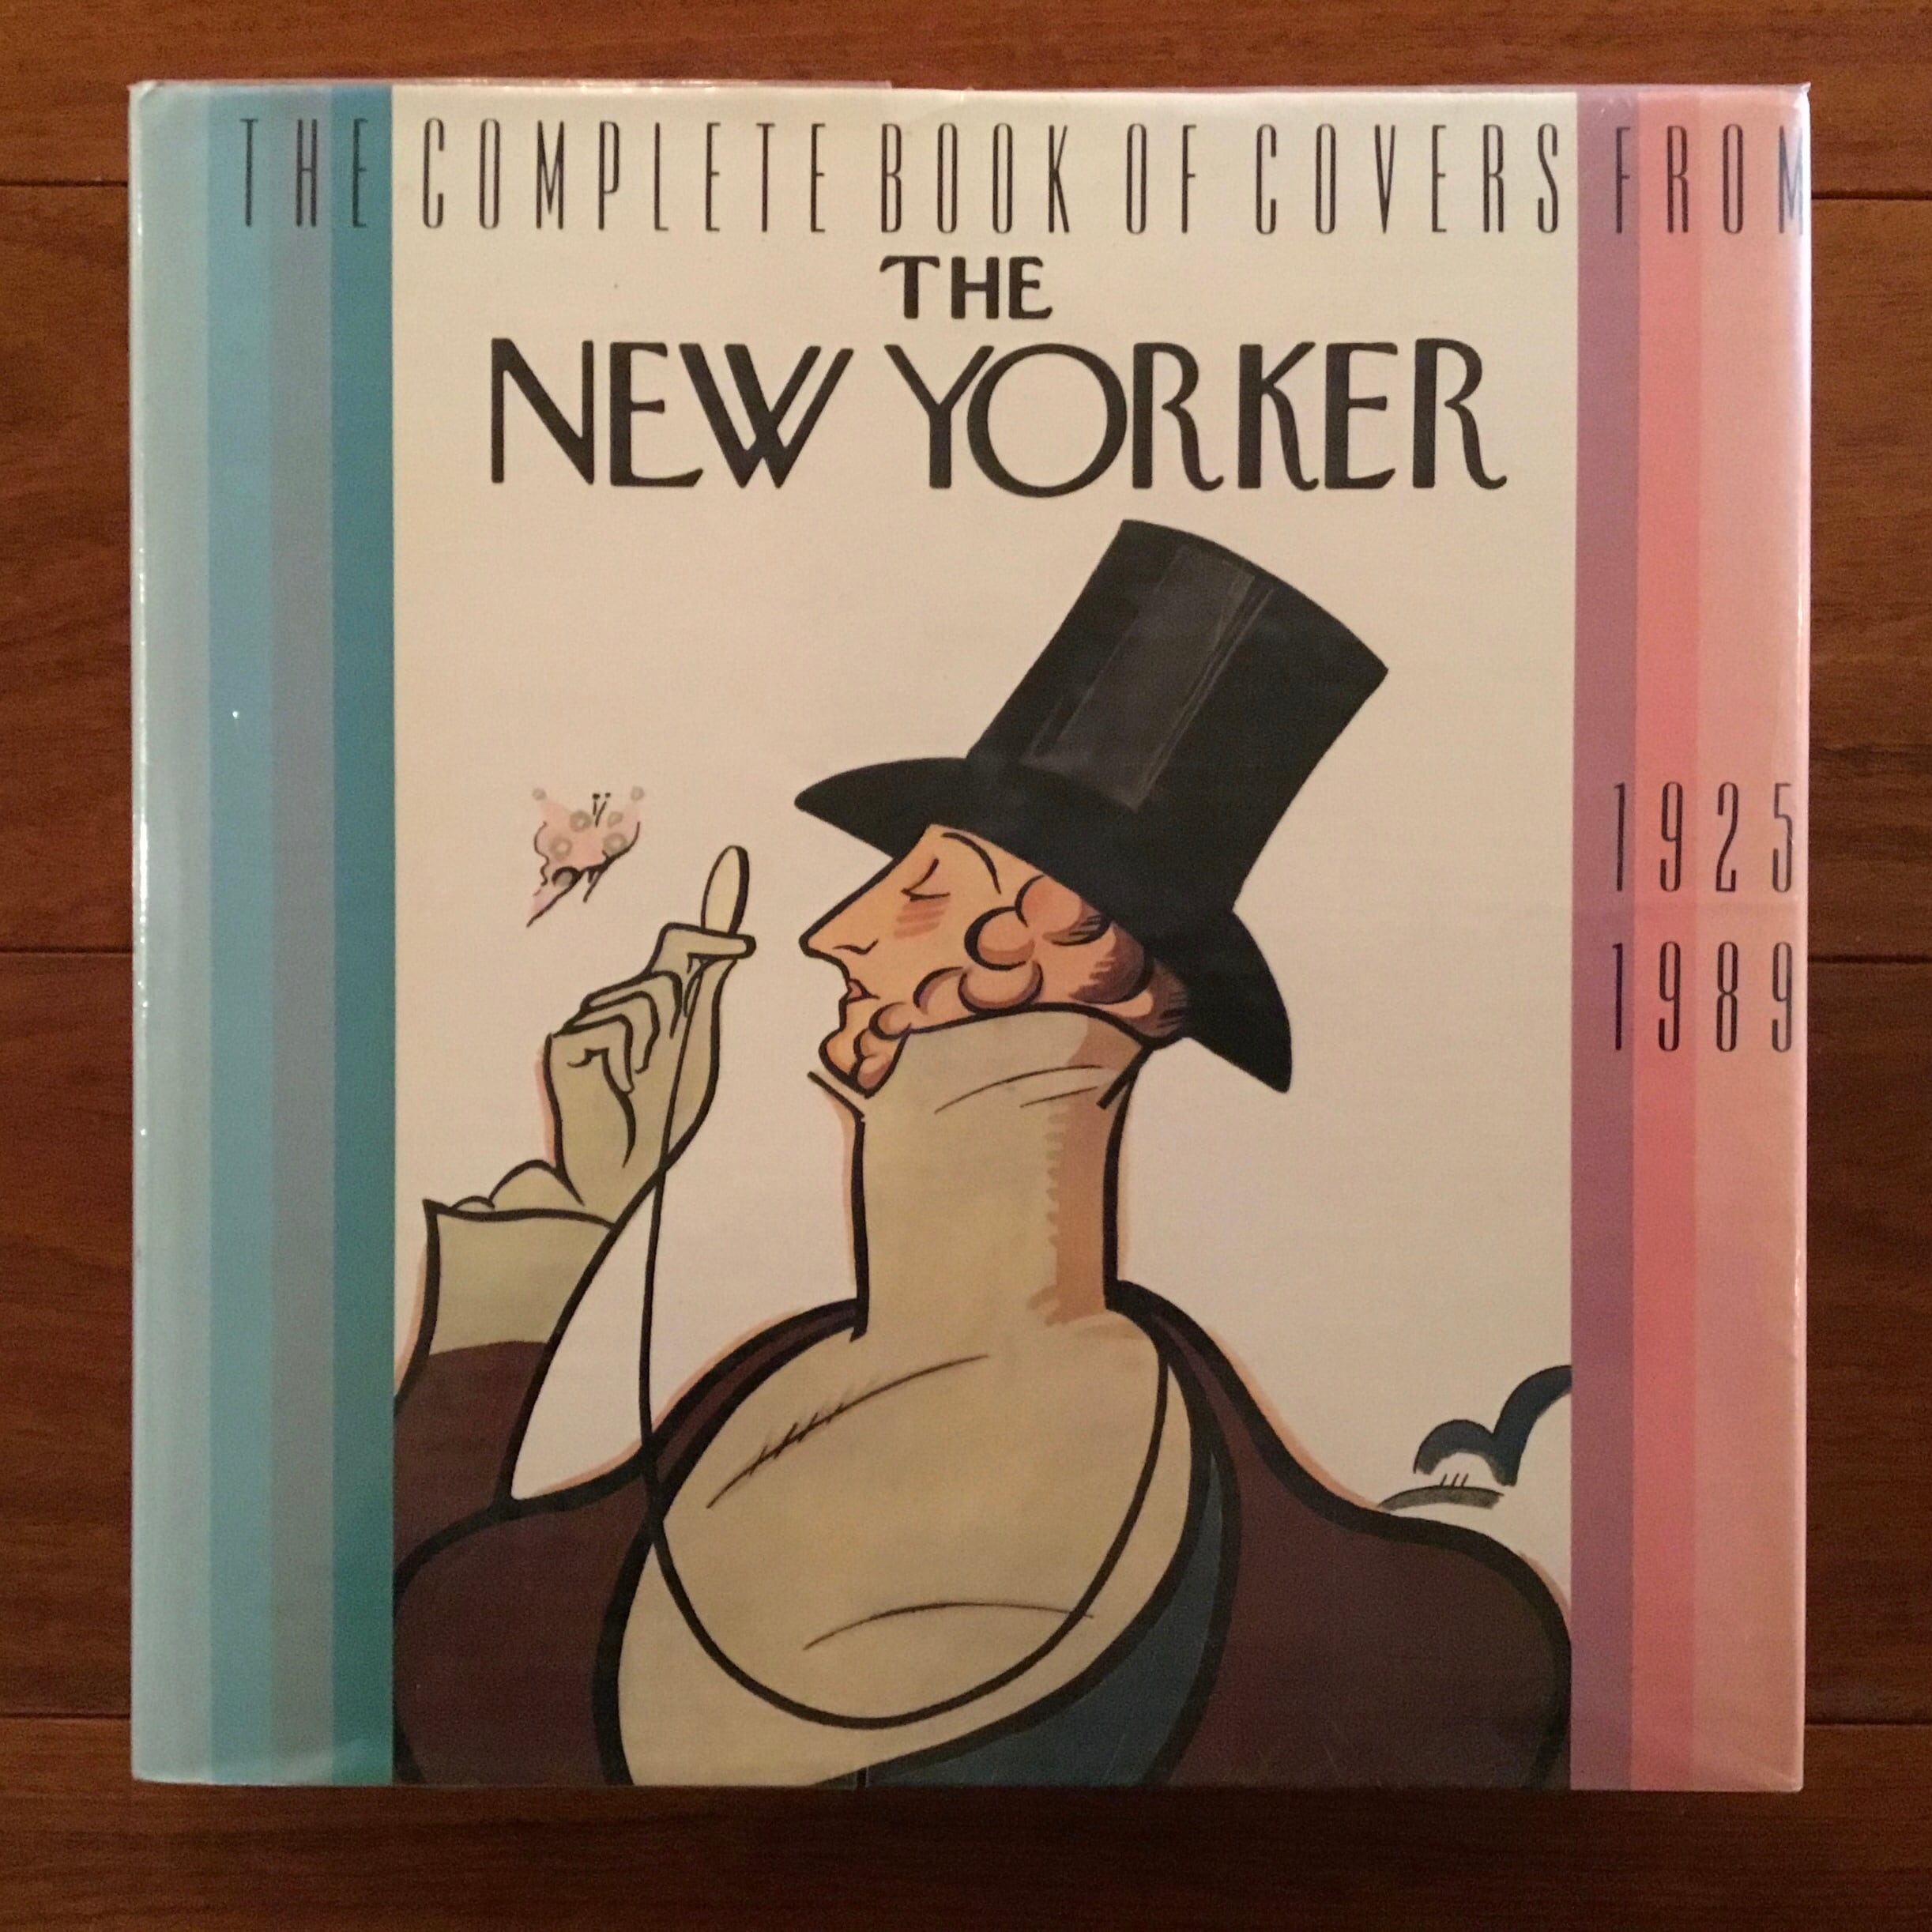 THE COMPLETE BOOK OF COVERS FROM
THE
NEW YORKER
1925
1989